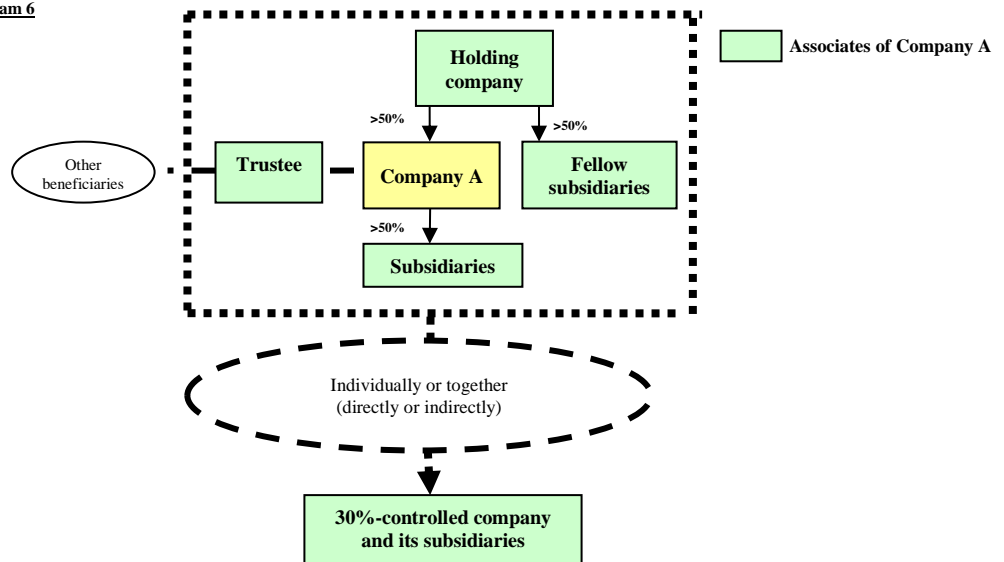 am 6
Associates of Company A
Holding
company
>50%
>50%
Other
beneficiaries
Trustee
Company A
Fellow
subsidiaries
>50%
Subsidiaries
Individually or together
(directly or indirectly)
30%-controlled company
and its subsidiaries